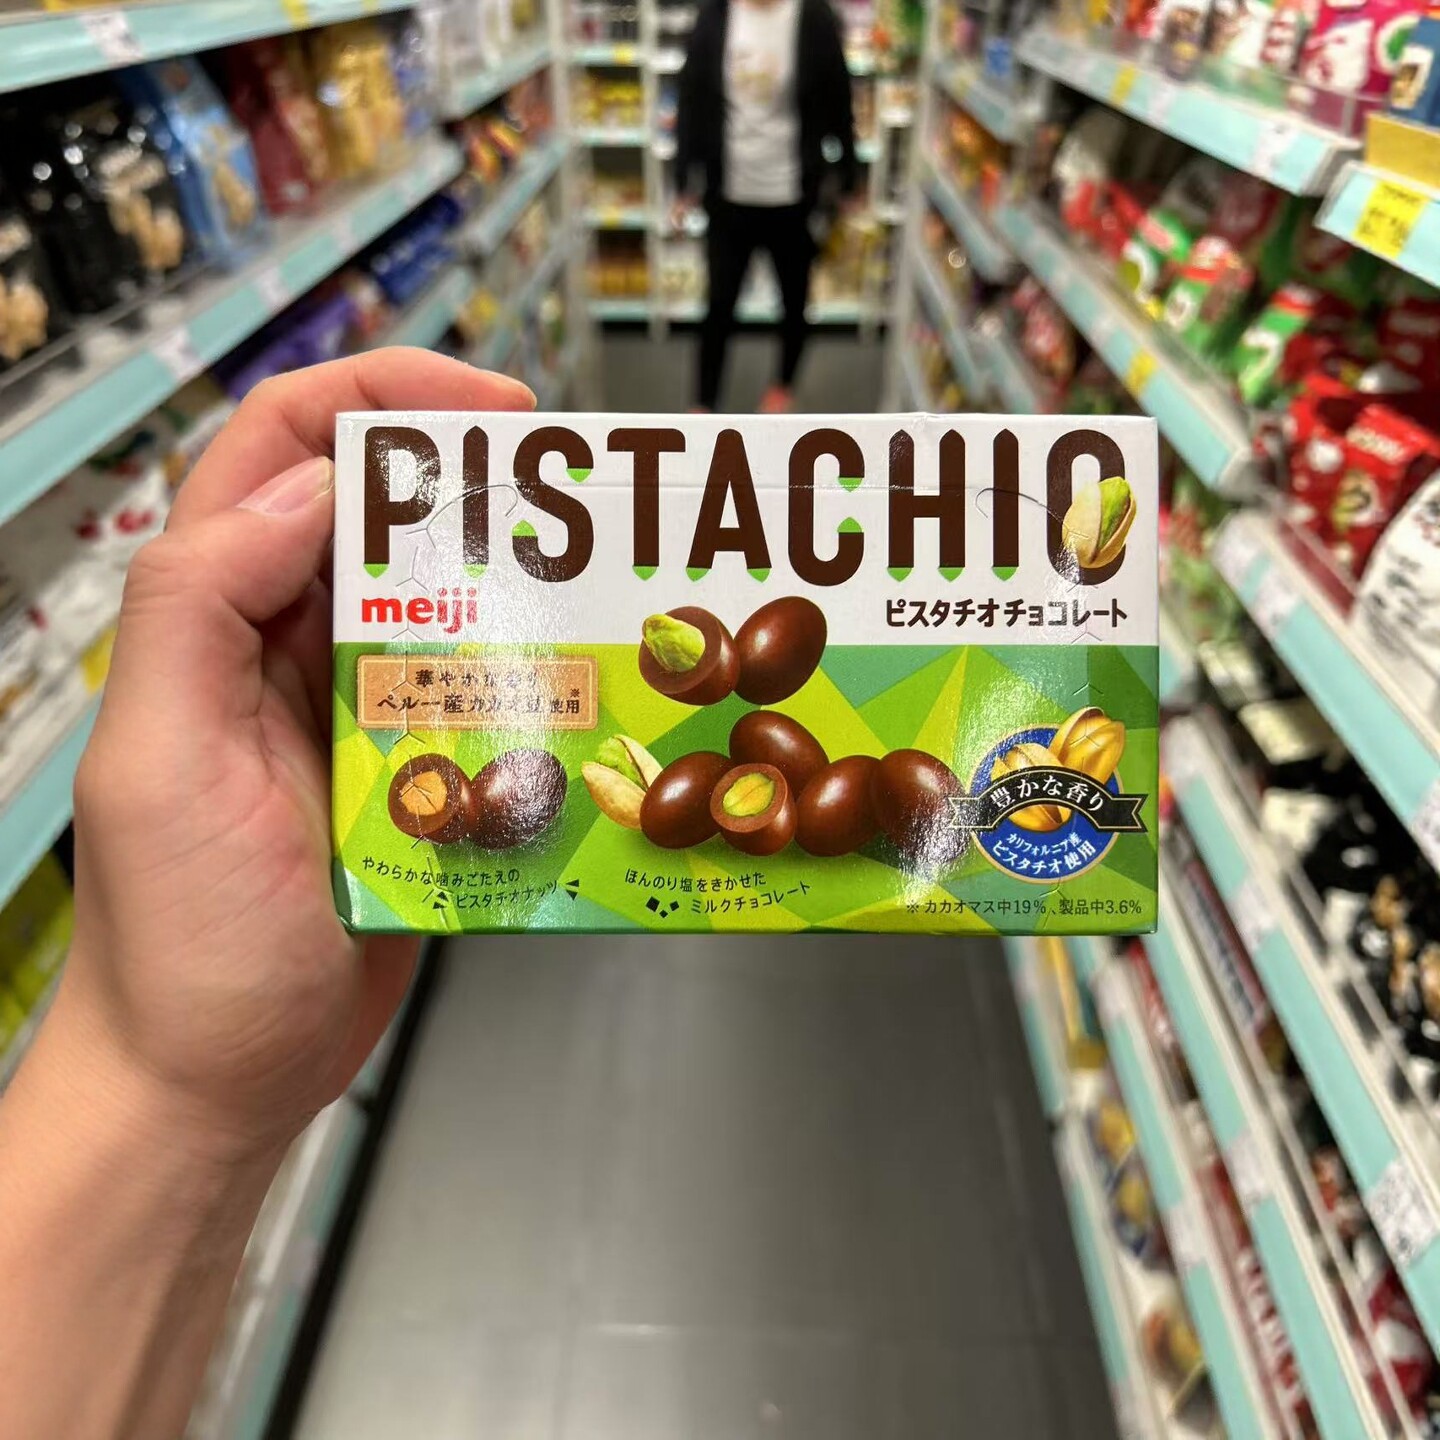 PISTACHIO
meiji
ピスタチオチョコレート
華やかな香り
ペルー産カカオ豆使用※
豊かな香り
カリフォルニア産
ピスタチオ使用
やわらかな噛みごたえの
ピスタチオナッツ
ほんのり塩をきかせた
ミルクチョコレート
※カカオマス中19%、製品中3.6%